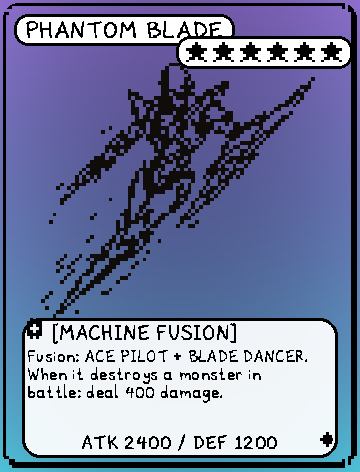 PHANTOM BLADE
[MACHINE FUSION]
Fusion: ACE PILOT + BLADE DANCER.
When it destroys a monster in
battle: deal 400 damage.
ATK 2400 / DEF 1200